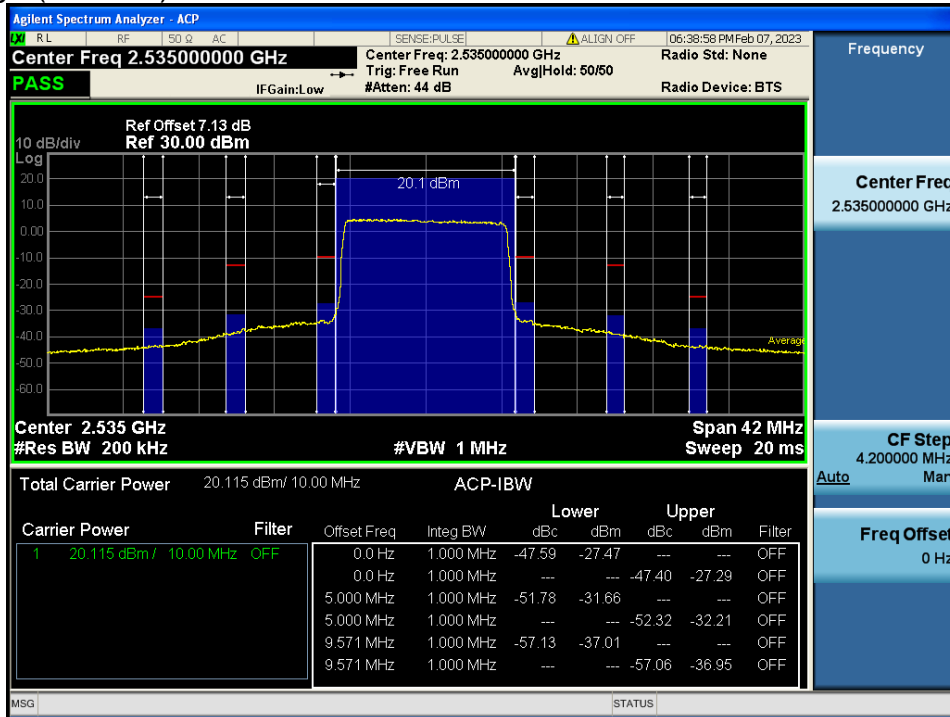 Agilent Spectrum Analyzer - ACP
LXI RL RF 50 Ω AC SENSE:PULSE ALIGN OFF 06:38:58 PM Feb 07, 2023
Center Freq 2.535000000 GHz
Center Freq: 2.535000000 GHz
Radio Std: None
Trig: Free Run Avg|Hold: 50/50
PASS
IFGain:Low
#Atten: 44 dB
Radio Device: BTS
Ref Offset 7.13 dB
10 dB/div Ref 30.00 dBm
Log
20.0
10.0
0.00
-10.0
-20.0
-30.0
-40.0
-50.0
-60.0
20.1 dBm
Average
Center 2.535 GHz Span 42 MHz
#Res BW 200 kHz #VBW 1 MHz Sweep 20 ms
Total Carrier Power 20.115 dBm/ 10.00 MHz ACP-IBW
Lower Upper
Carrier Power Filter Offset Freq Integ BW dBc dBm dBc dBm Filter
1 20.115 dBm / 10.00 MHz OFF 0.0 Hz 1.000 MHz -47.59 -27.47 --- --- OFF
0.0 Hz 1.000 MHz --- --- -47.40 -27.29 OFF
5.000 MHz 1.000 MHz -51.78 -31.66 --- --- OFF
5.000 MHz 1.000 MHz --- --- -52.32 -32.21 OFF
9.571 MHz 1.000 MHz -57.13 -37.01 --- --- OFF
9.571 MHz 1.000 MHz --- --- -57.06 -36.95 OFF
MSG STATUS
Frequency
Center Freq
2.535000000 GHz
CF Step
4.200000 MHz
Auto Man
Freq Offset
0 Hz